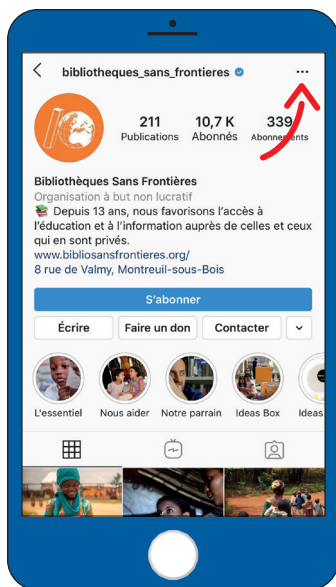 bibliotheques_sans_frontieres
211 10,7 K 339
Publications Abonnés Abonnements
Bibliothèques Sans Frontières
Organisation à but non lucratif
📚 Depuis 13 ans, nous favorisons l'accès à
l'éducation et à l'information auprès de celles et ceux
qui en sont privés.
www.bibliosansfrontieres.org/
8 rue de Valmy, Montreuil-sous-Bois
S'abonner
Écrire Faire un don Contacter
L'essentiel Nous aider Notre parrain Ideas Box Ideas